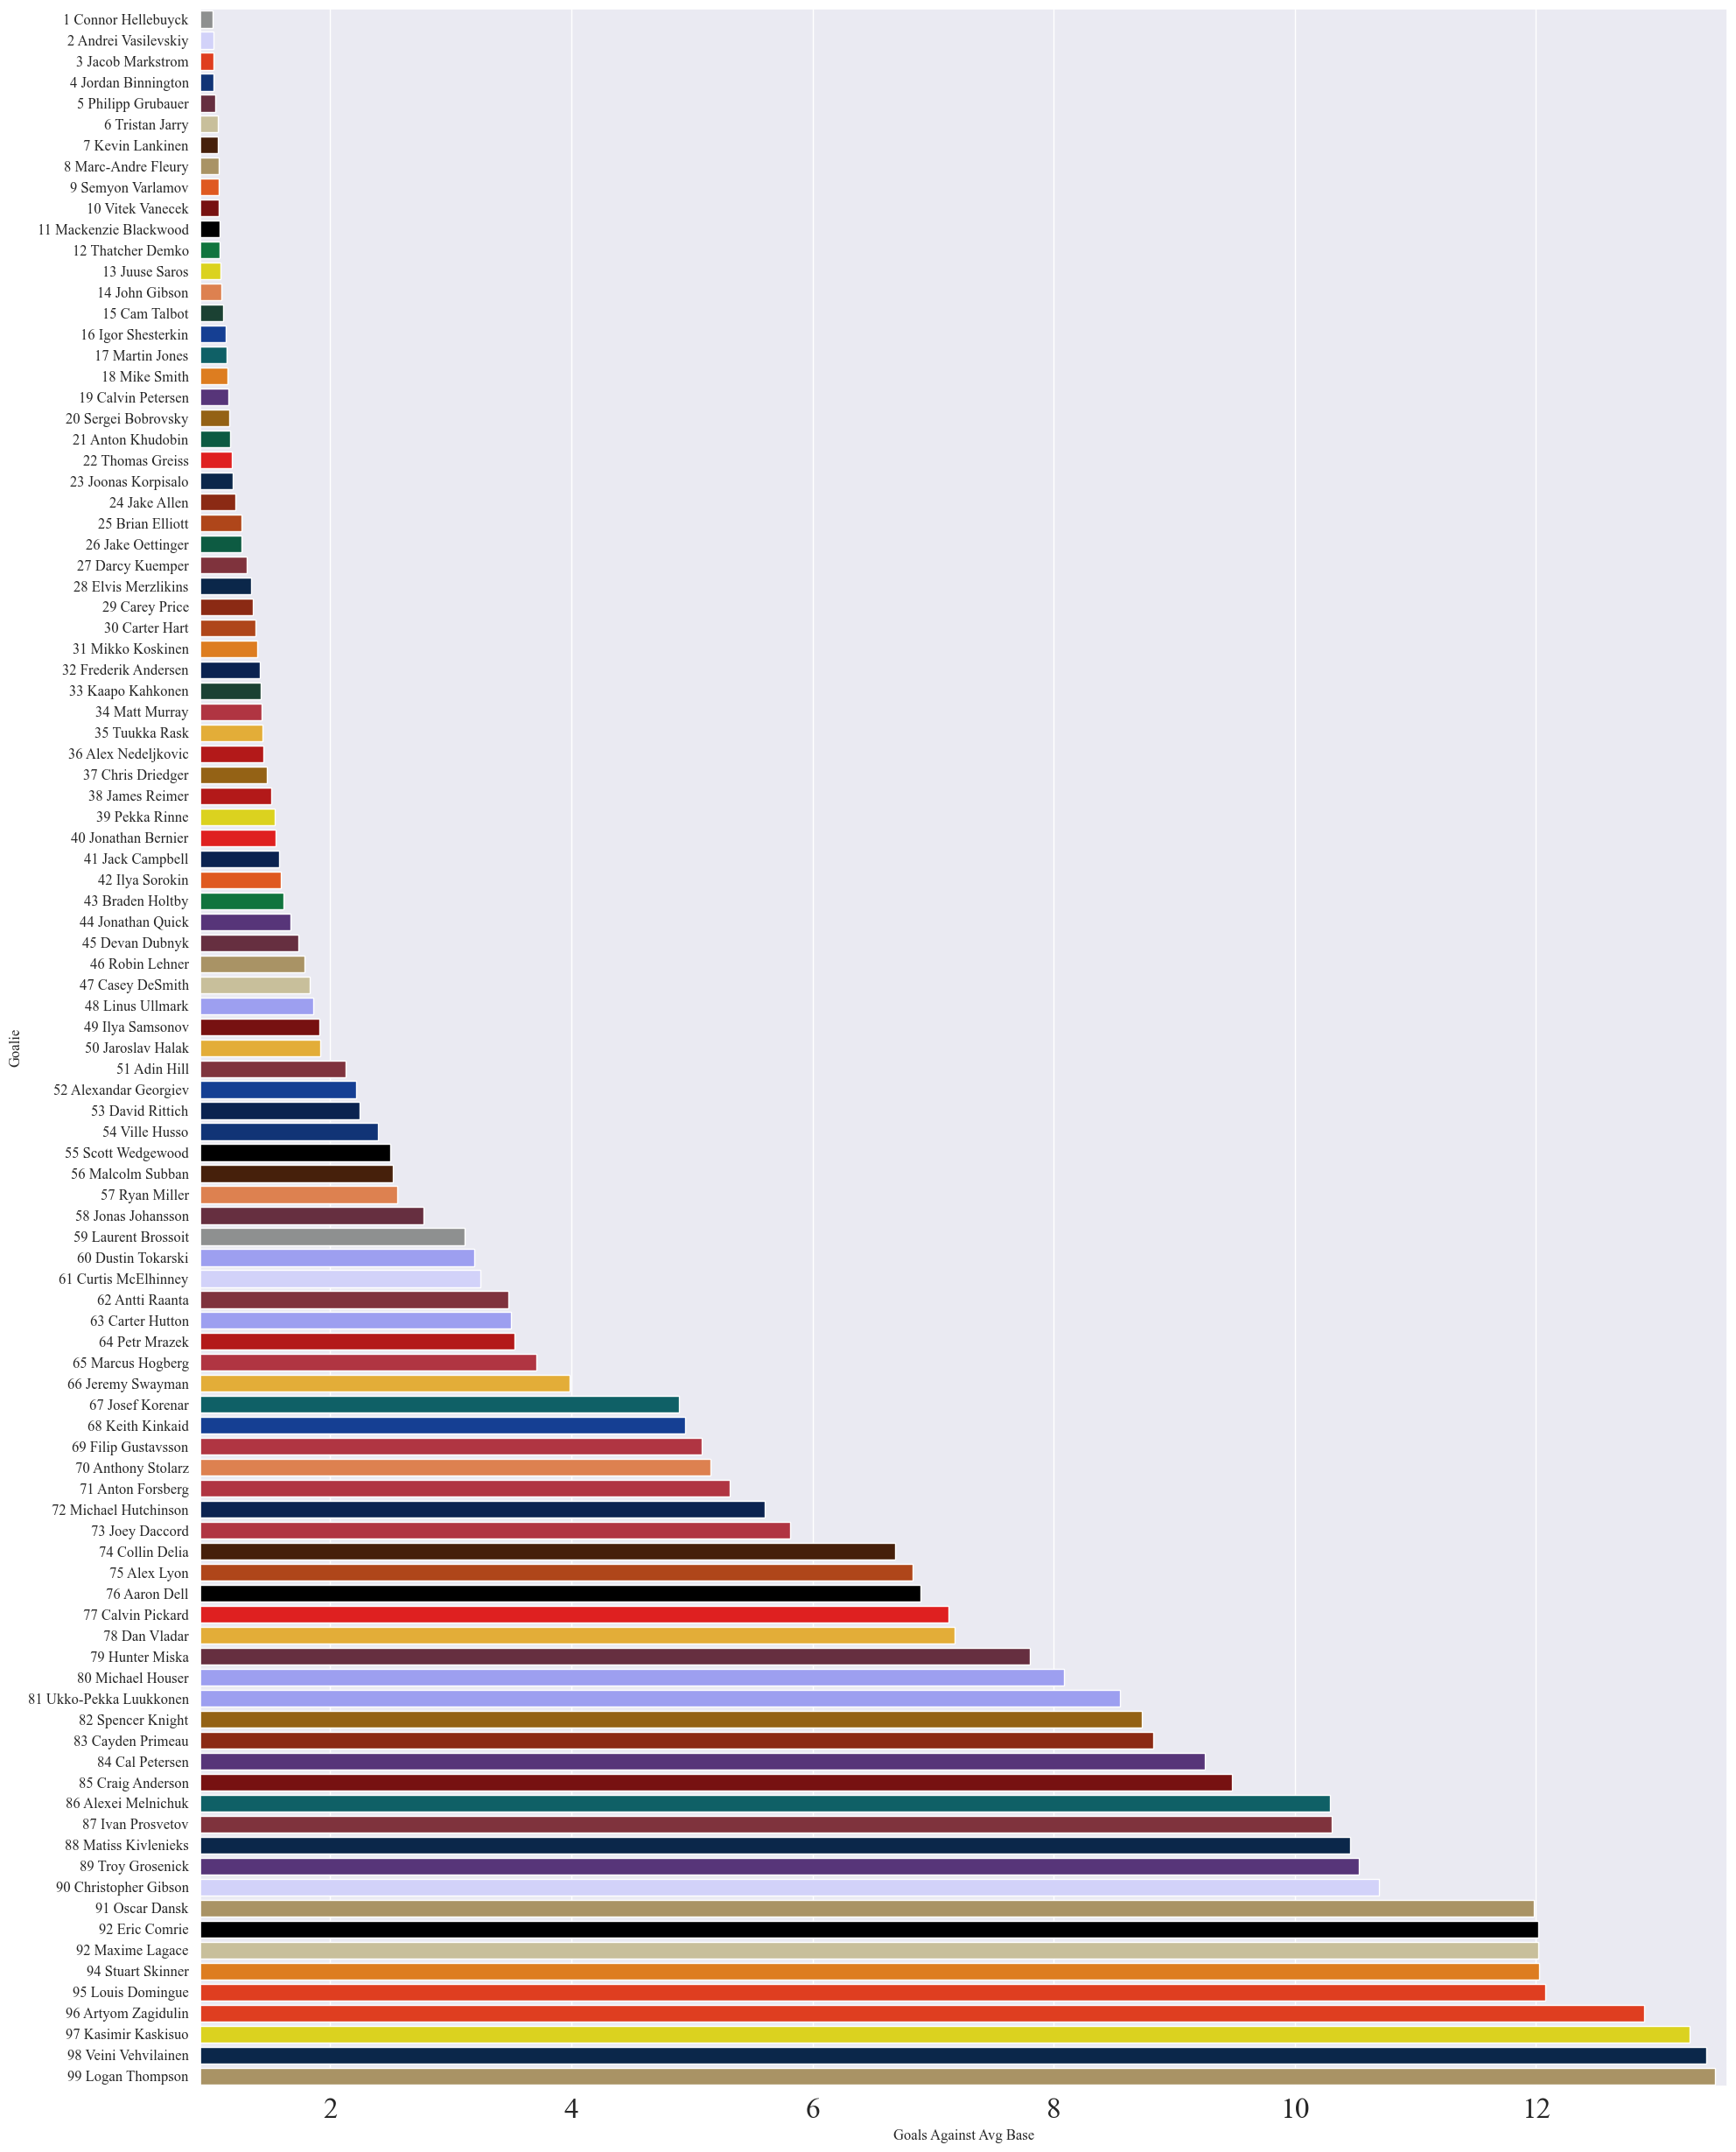 1 Connor Hellebuyck
2 Andrei Vasilevskiy
3 Jacob Markstrom
4 Jordan Binnington
5 Philipp Grubauer
6 Tristan Jarry
7 Kevin Lankinen
8 Marc-Andre Fleury
9 Semyon Varlamov
10 Vitek Vanecek
11 Mackenzie Blackwood
12 Thatcher Demko
13 Juuse Saros
14 John Gibson
15 Cam Talbot
16 Igor Shesterkin
17 Martin Jones
18 Mike Smith
19 Calvin Petersen
20 Sergei Bobrovsky
21 Anton Khudobin
22 Thomas Greiss
23 Joonas Korpisalo
24 Jake Allen
25 Brian Elliott
26 Jake Oettinger
27 Darcy Kuemper
28 Elvis Merzlikins
29 Carey Price
30 Carter Hart
31 Mikko Koskinen
32 Frederik Andersen
33 Kaapo Kahkonen
34 Matt Murray
35 Tuukka Rask
36 Alex Nedeljkovic
37 Chris Driedger
38 James Reimer
39 Pekka Rinne
40 Jonathan Bernier
41 Jack Campbell
42 Ilya Sorokin
43 Braden Holtby
44 Jonathan Quick
45 Devan Dubnyk
46 Robin Lehner
47 Casey DeSmith
48 Linus Ullmark
49 Ilya Samsonov
50 Jaroslav Halak
51 Adin Hill
52 Alexandar Georgiev
53 David Rittich
54 Ville Husso
55 Scott Wedgewood
56 Malcolm Subban
57 Ryan Miller
58 Jonas Johansson
59 Laurent Brossoit
60 Dustin Tokarski
61 Curtis McElhinney
62 Antti Raanta
63 Carter Hutton
64 Petr Mrazek
65 Marcus Hogberg
66 Jeremy Swayman
67 Josef Korenar
68 Keith Kinkaid
69 Filip Gustavsson
70 Anthony Stolarz
71 Anton Forsberg
72 Michael Hutchinson
73 Joey Daccord
74 Collin Delia
75 Alex Lyon
76 Aaron Dell
77 Calvin Pickard
78 Dan Vladar
79 Hunter Miska
80 Michael Houser
81 Ukko-Pekka Luukkonen
82 Spencer Knight
83 Cayden Primeau
84 Cal Petersen
85 Craig Anderson
86 Alexei Melnichuk
87 Ivan Prosvetov
88 Matiss Kivlenieks
89 Troy Grosenick
90 Christopher Gibson
91 Oscar Dansk
92 Eric Comrie
92 Maxime Lagace
94 Stuart Skinner
95 Louis Domingue
96 Artyom Zagidulin
97 Kasimir Kaskisuo
98 Veini Vehvilainen
99 Logan Thompson
Goalie
2 4 6 8 10 12
Goals Against Avg Base